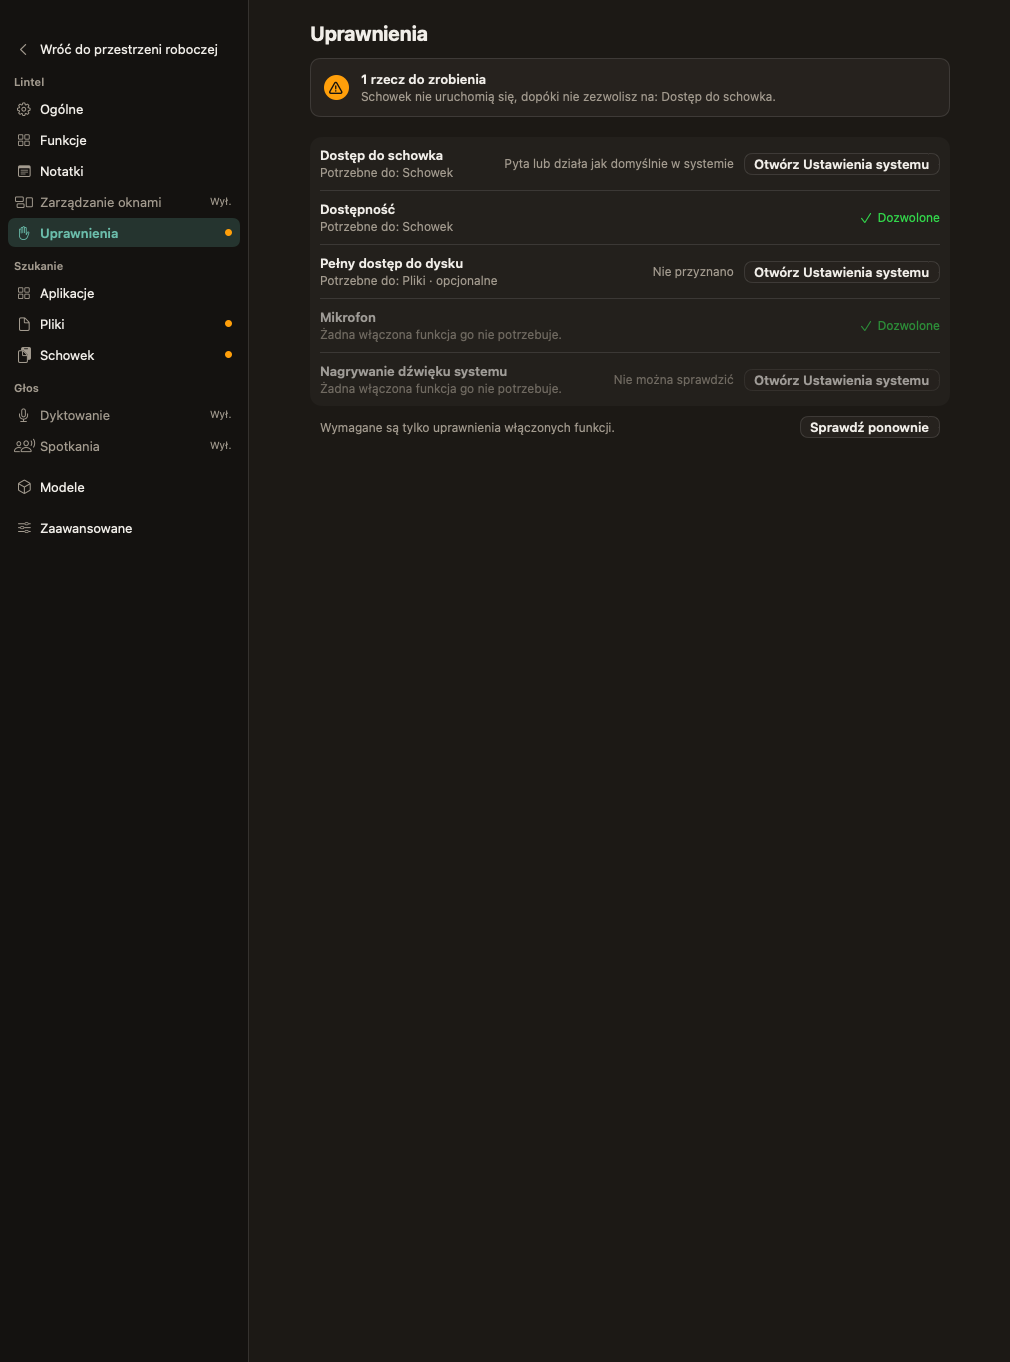 Wróć do przestrzeni roboczej
Lintel
Ogólne
Funkcje
Notatki
Zarządzanie oknami Wył.
Uprawnienia
Szukanie
Aplikacje
Pliki
Schowek
Głos
Dyktowanie Wył.
Spotkania Wył.
Modele
Zaawansowane
Uprawnienia
1 rzecz do zrobienia
Schowek nie uruchomią się, dopóki nie zezwolisz na: Dostęp do schowka.
Dostęp do schowka
Potrzebne do: Schowek
Pyta lub działa jak domyślnie w systemie
Otwórz Ustawienia systemu
Dostępność
Potrzebne do: Schowek
Dozwolone
Pełny dostęp do dysku
Potrzebne do: Pliki · opcjonalne
Nie przyznano
Otwórz Ustawienia systemu
Mikrofon
Żadna włączona funkcja go nie potrzebuje.
Dozwolone
Nagrywanie dźwięku systemu
Żadna włączona funkcja go nie potrzebuje.
Nie można sprawdzić
Otwórz Ustawienia systemu
Wymagane są tylko uprawnienia włączonych funkcji.
Sprawdź ponownie